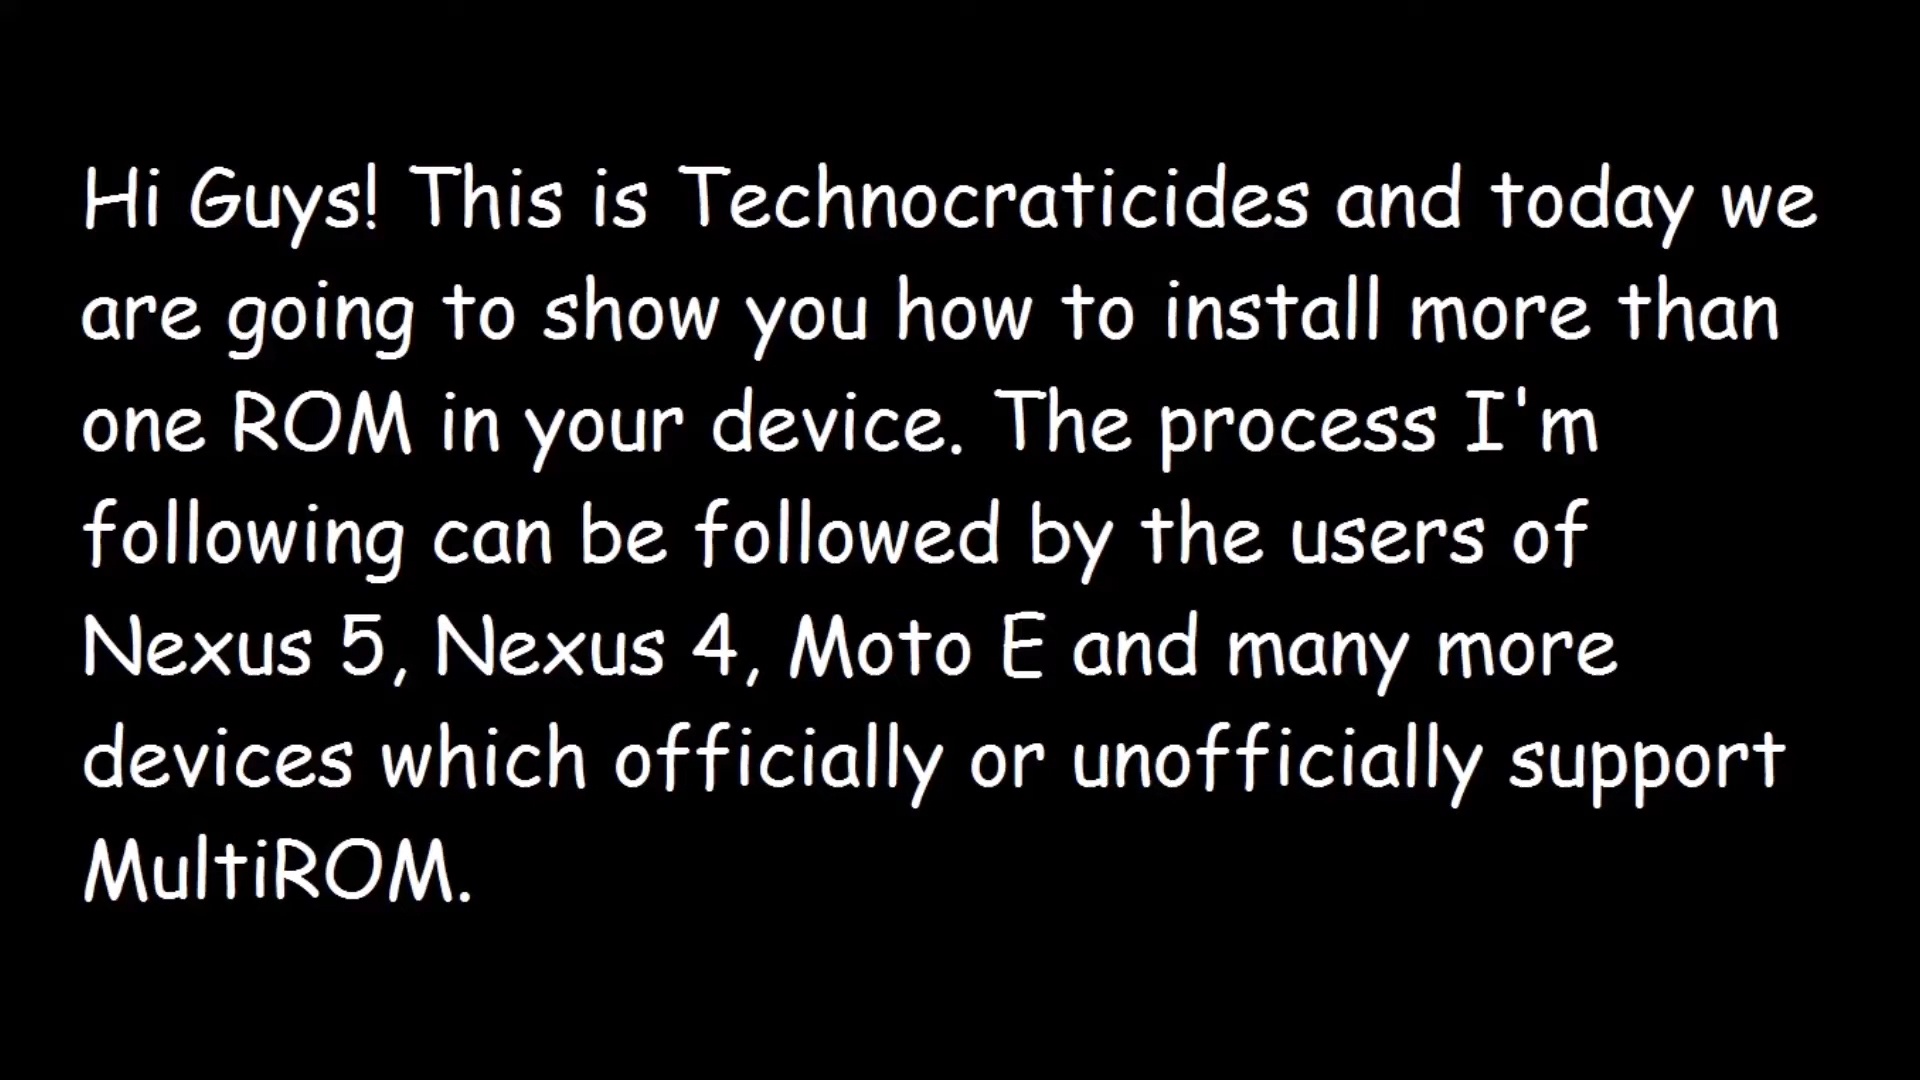 Hi Guys! This is Technocraticides and today we
are going to show you how to install more than
one ROM in your device. The process I'm
following can be followed by the users of
Nexus 5, Nexus 4, Moto E and many more
devices which officially or unofficially support
MultiROM.